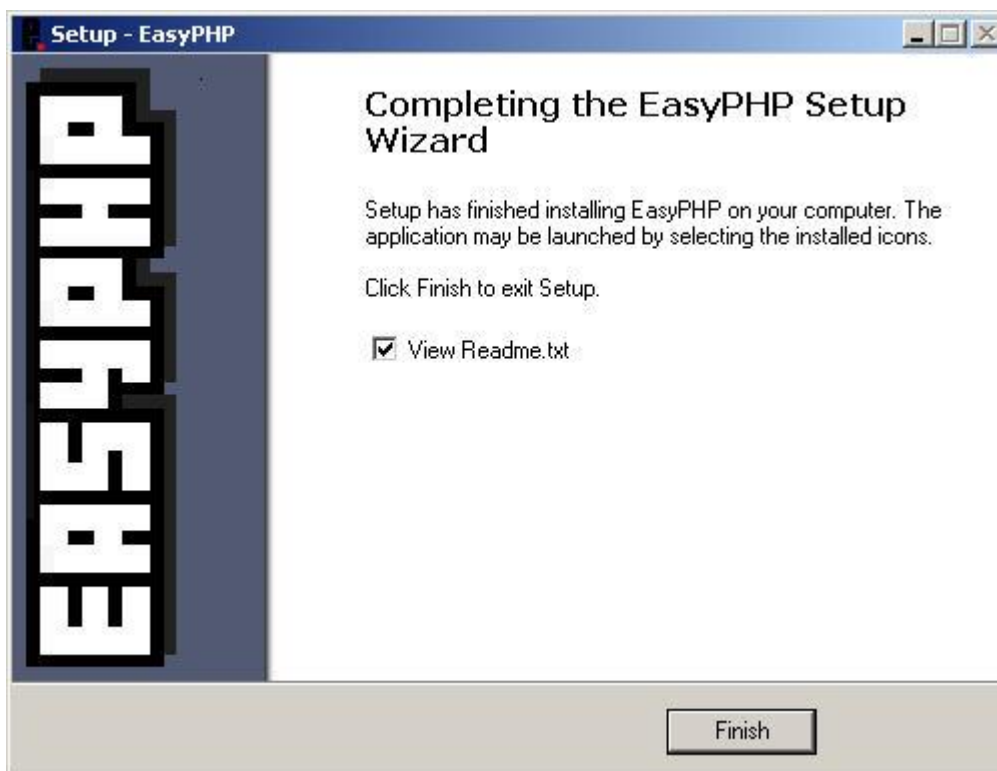 Setup - EasyPHP
EASYPHP
Completing the EasyPHP Setup
Wizard
Setup has finished installing EasyPHP on your computer. The
application may be launched by selecting the installed icons.
Click Finish to exit Setup.
View Readme.txt
Finish